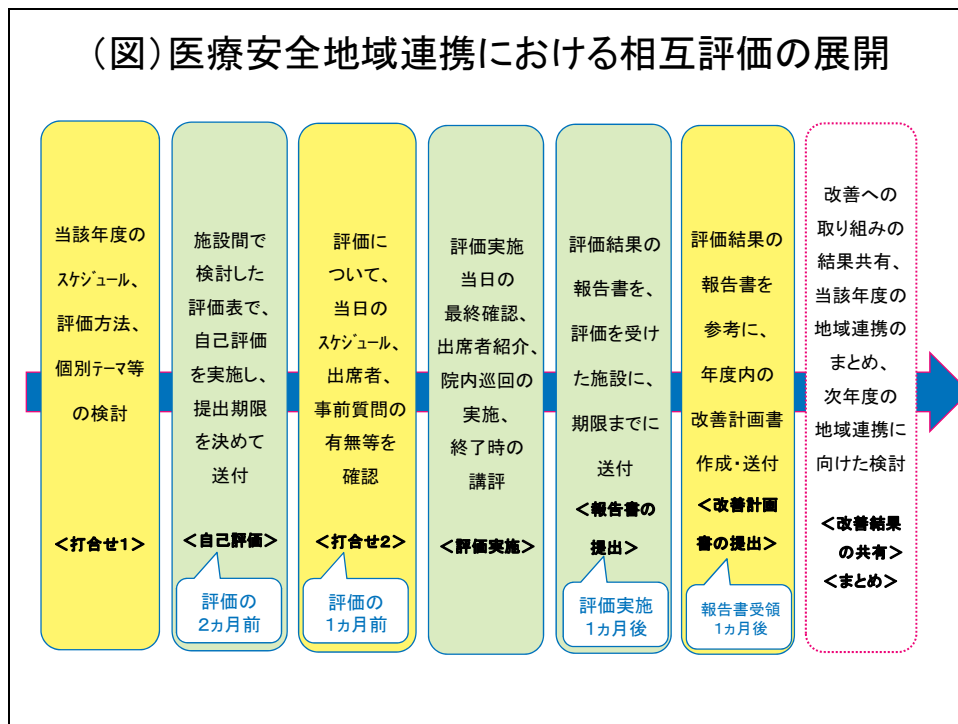 (図)医療安全地域連携における相互評価の展開
当該年度の
ｽｹｼﾞｭｰﾙ、
評価方法、
個別ﾃｰﾏ等
の検討
<打合せ1>
施設間で
検討した
評価表で、
自己評価
を実施し、
提出期限
を決めて
送付
<自己評価>
評価の
2ヵ月前
評価に
ついて、
当日の
ｽｹｼﾞｭｰﾙ、
出席者、
事前質問の
有無等を
確認
<打合せ2>
評価の
1ヵ月前
評価実施
当日の
最終確認、
出席者紹介、
院内巡回の
実施、
終了時の
講評
<評価実施>
評価結果の
報告書を、
評価を受け
た施設に、
期限までに
送付
<報告書の
提出>
評価実施
1ヵ月後
評価結果の
報告書を
参考に、
年度内の
改善計画書
作成・送付
<改善計画
書の提出>
報告書受領
1ヵ月後
改善への
取り組みの
結果共有、
当該年度の
地域連携の
まとめ、
次年度の
地域連携に
向けた検討
<改善結果
の共有>
<まとめ>